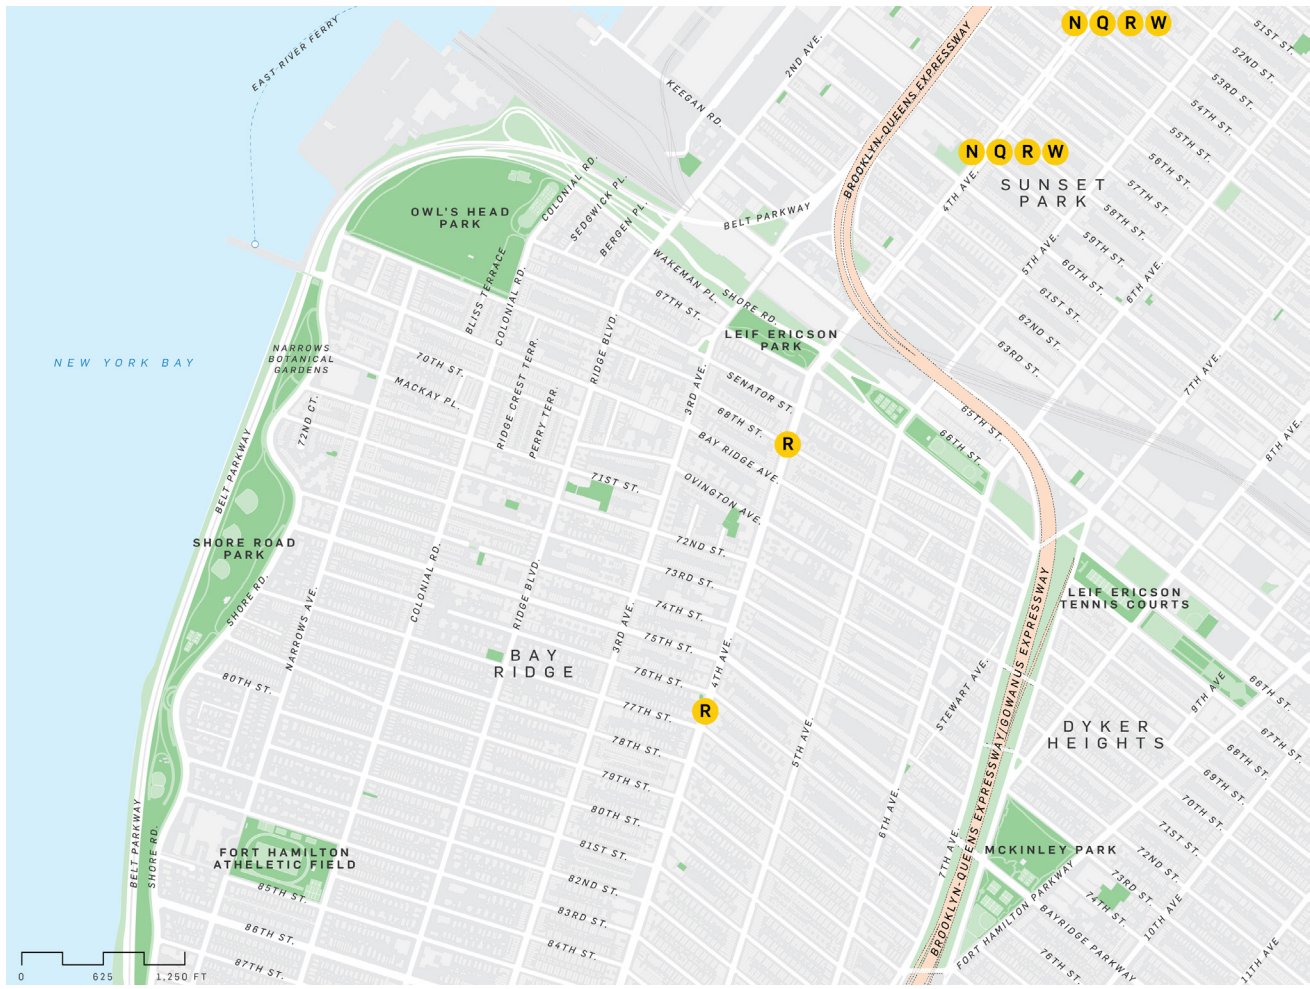 EAST RIVER FERRY
N Q R W
51ST ST.
52ND ST.
53RD ST.
54TH ST.
55TH ST.
56TH ST.
57TH ST.
58TH ST.
59TH ST.
60TH ST.
61ST ST.
62ND ST.
63RD ST.
2ND AVE.
KEEGAN RD.
BROOKLYN-QUEENS EXPRESSWAY
BROOKLYN-QUEENS EXPRESSWAY
N Q R W
SUNSET
PARK
4TH AVE.
5TH AVE.
6TH AVE.
7TH AVE.
8TH AVE.
OWL'S HEAD
PARK
COLONIAL RD.
SEDGWICK PL.
BERGEN PL.
BELT PARKWAY
WAKEMAN PL.
67TH ST.
SHORE RD.
LEIF ERICSON
PARK
BLISS TERRACE
COLONIAL RD.
RIDGE BLVD.
NEW YORK BAY
NARROWS
BOTANICAL
GARDENS
70TH ST.
MACKAY PL.
RIDGE CREST TERR.
PERRY TERR.
3RD AVE.
SENATOR ST.
68TH ST.
R
BAY RIDGE AVE.
OVINGTON AVE.
65TH ST.
66TH ST.
72ND CT.
BELT PARKWAY
71ST ST.
72ND ST.
73RD ST.
74TH ST.
75TH ST.
76TH ST.
77TH ST.
78TH ST.
79TH ST.
80TH ST.
81ST ST.
82ND ST.
83RD ST.
84TH ST.
SHORE ROAD
PARK
SHORE RD.
NARROWS AVE.
COLONIAL RD.
RIDGE BLVD.
3RD AVE.
4TH AVE.
BAY
RIDGE
R
80TH ST.
5TH AVE.
6TH AVE.
STEWART AVE.
7TH AVE.
BROOKLYN-QUEENS EXPRESSWAY/GOWANUS EXPRESSWAY
BROOKLYN-QUEENS EXPRESSWAY
LEIF ERICSON
TENNIS COURTS
9TH AVE
66TH ST.
67TH ST.
68TH ST.
69TH ST.
70TH ST.
71ST ST.
72ND ST.
73RD ST.
74TH ST.
DYKER
HEIGHTS
MCKINLEY PARK
FORT HAMILTON PARKWAY
BAYRIDGE PARKWAY
76TH ST.
10TH AVE
11TH AVE
BELT PARKWAY
SHORE RD.
FORT HAMILTON
ATHELETIC FIELD
85TH ST.
86TH ST.
87TH ST.
0 625 1,250 FT